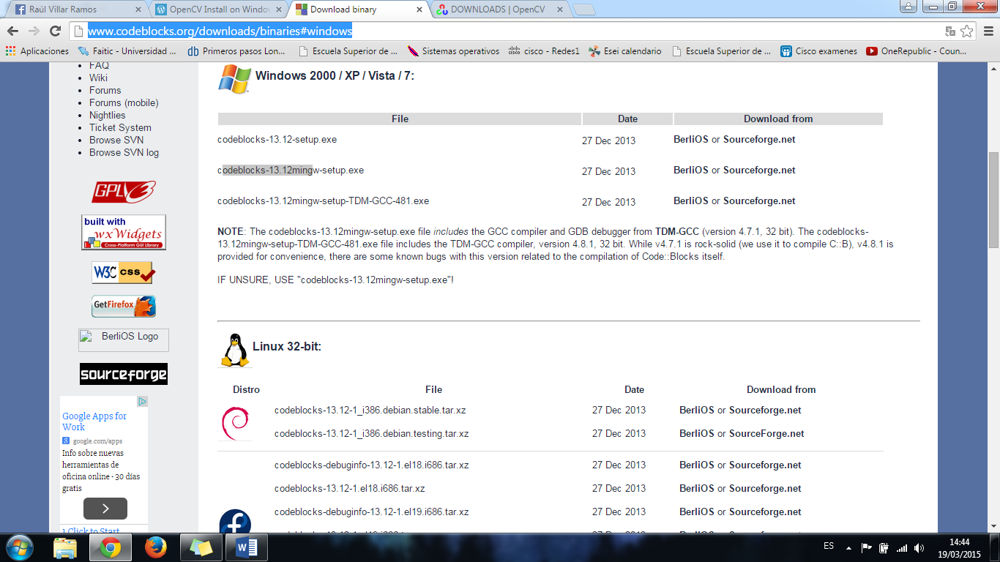 Raúl Villar Ramos
OpenCV Install on Window
Download binary
DOWNLOADS | OpenCV
www.codeblocks.org/downloads/binaries#windows
Aplicaciones
Faitic - Universidad ...
Primeros pasos Lon...
Escuela Superior de ...
Sistemas operativos
cisco - Redes1
Esei calendario
Escuela Superior de ...
Cisco examenes
OneRepublic - Coun...
FAQ
Wiki
Forums
Forums (mobile)
Nightlies
Ticket System
Browse SVN
Browse SVN log
GPL v3
built with
wxWidgets
Cross-Platform GUI Library
W3C css
GetFirefox
BerliOS Logo
sourceforge
Google Apps for
Work
google.com/apps
Info sobre nuevas
herramientas de
oficina online - 30 días
gratis
1 Click to Start
Windows 2000 / XP / Vista / 7:
File Date Download from
codeblocks-13.12-setup.exe 27 Dec 2013 BerliOS or Sourceforge.net
codeblocks-13.12mingw-setup.exe 27 Dec 2013 BerliOS or Sourceforge.net
codeblocks-13.12mingw-setup-TDM-GCC-481.exe 27 Dec 2013 BerliOS or Sourceforge.net
NOTE: The codeblocks-13.12mingw-setup.exe file includes the GCC compiler and GDB debugger from TDM-GCC (version 4.7.1, 32 bit). The codeblocks-
13.12mingw-setup-TDM-GCC-481.exe file includes the TDM-GCC compiler, version 4.8.1, 32 bit. While v4.7.1 is rock-solid (we use it to compile C::B), v4.8.1 is
provided for convenience, there are some known bugs with this version related to the compilation of Code::Blocks itself.
IF UNSURE, USE "codeblocks-13.12mingw-setup.exe"!
Linux 32-bit:
Distro File Date Download from
codeblocks-13.12-1_i386.debian.stable.tar.xz 27 Dec 2013 BerliOS or Sourceforge.net
codeblocks-13.12-1_i386.debian.testing.tar.xz 27 Dec 2013 BerliOS or SourceForge.net
codeblocks-debuginfo-13.12-1.el18.i686.tar.xz 27 Dec 2013 BerliOS or Sourceforge.net
codeblocks-13.12-1.el18.i686.tar.xz 27 Dec 2013 BerliOS or Sourceforge.net
codeblocks-debuginfo-13.12-1.el19.i686.tar.xz 27 Dec 2013 BerliOS or Sourceforge.net
ES
14:44
19/03/2015